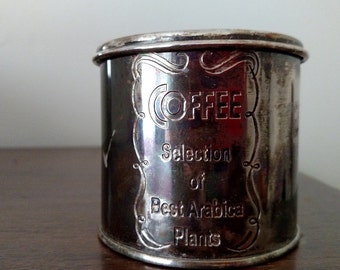 COFFEE
Selection
of
Best Arabica
Plants